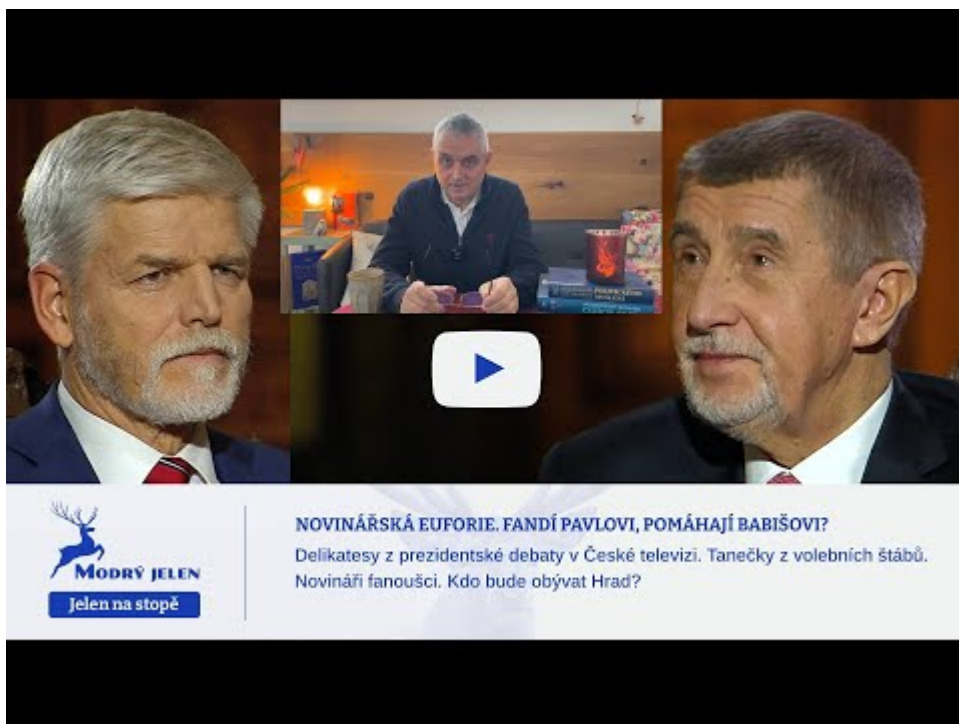 MODRÝ JELEN
Jelen na stopě
NOVINÁŘSKÁ EUFORIE. FANDÍ PAVLOVI, POMÁHAJÍ BABIŠOVI?
Delikatesy z prezidentské debaty v České televizi. Tanečky z volebních štábů.
Novináři fanoušci. Kdo bude obývat Hrad?